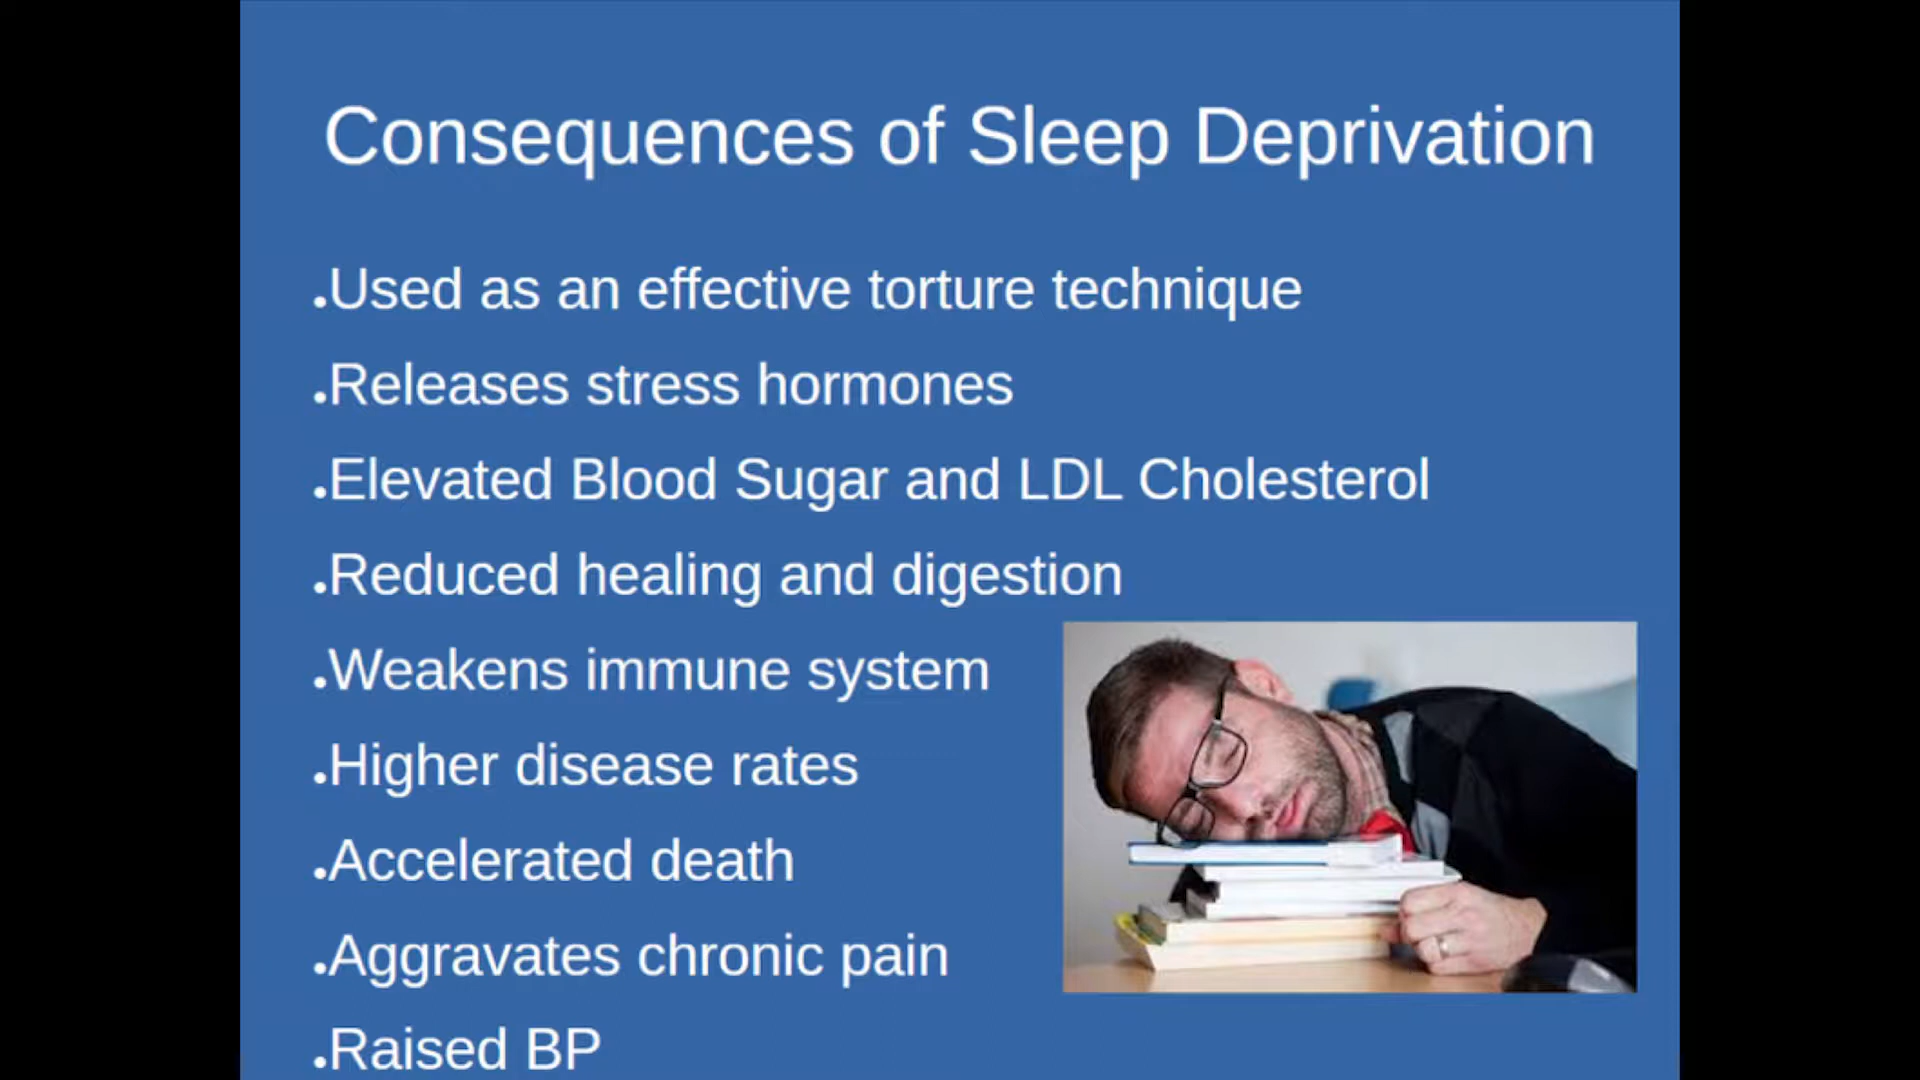 Consequences of Sleep Deprivation
●Used as an effective torture technique
●Releases stress hormones
●Elevated Blood Sugar and LDL Cholesterol
●Reduced healing and digestion
●Weakens immune system
●Higher disease rates
●Accelerated death
●Aggravates chronic pain
●Raised BP